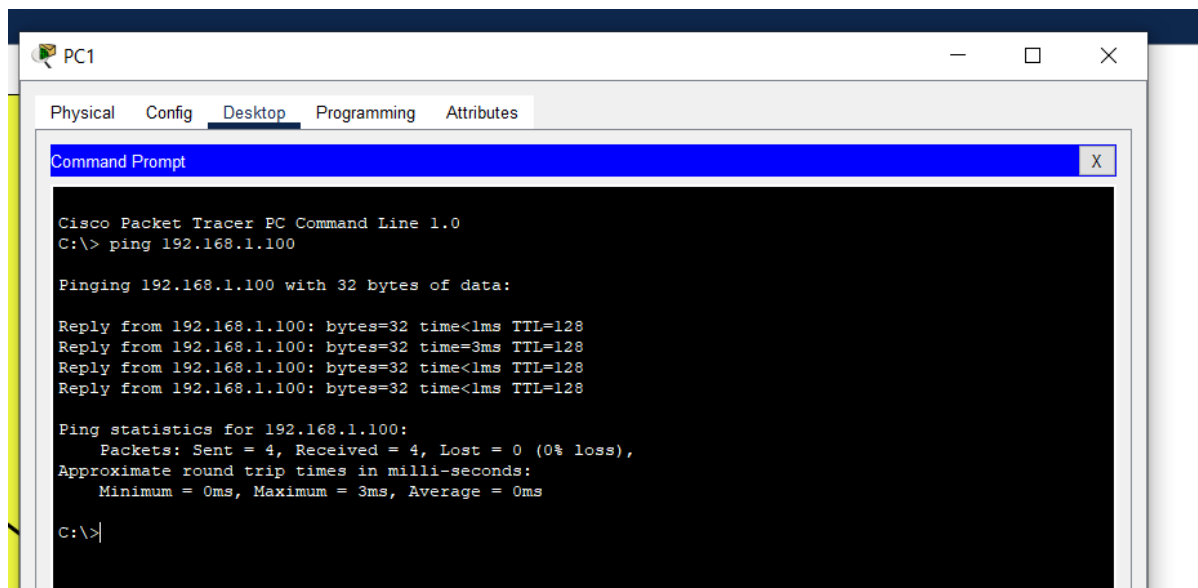 PC1
Physical Config Desktop Programming Attributes
Command Prompt
X
Cisco Packet Tracer PC Command Line 1.0
C:\> ping 192.168.1.100
Pinging 192.168.1.100 with 32 bytes of data:
Reply from 192.168.1.100: bytes=32 time<1ms TTL=128
Reply from 192.168.1.100: bytes=32 time=3ms TTL=128
Reply from 192.168.1.100: bytes=32 time<1ms TTL=128
Reply from 192.168.1.100: bytes=32 time<1ms TTL=128
Ping statistics for 192.168.1.100:
Packets: Sent = 4, Received = 4, Lost = 0 (0% loss),
Approximate round trip times in milli-seconds:
Minimum = 0ms, Maximum = 3ms, Average = 0ms
C:\>